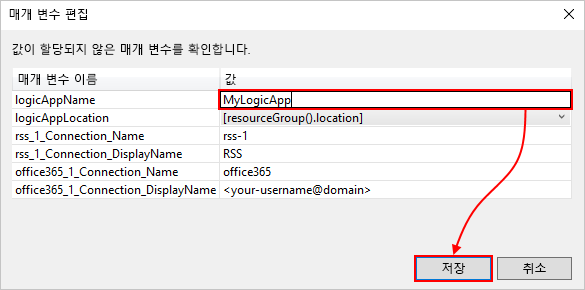 매개 변수 편집
값이 할당되지 않은 매개 변수를 확인합니다.
매개 변수 이름 값
logicAppName MyLogicApp
logicAppLocation [resourceGroup().location]
rss_1_Connection_Name rss-1
rss_1_Connection_DisplayName RSS
office365_1_Connection_Name office365
office365_1_Connection_DisplayName <your-username@domain>
저장 취소